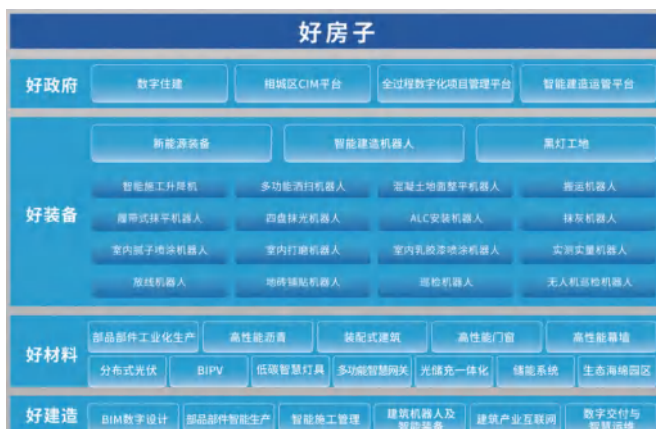 好房子
好政府
数字住建 相城区CIM平台 全过程数字化项目管理平台 智能建造运管平台
好装备
新能源装备 智能建造机器人 黑灯工地
智能施工升降机 多功能洒扫机器人 混凝土地面整平机器人 搬运机器人
履带式抹平机器人 四盘抹光机器人 ALC安装机器人 抹灰机器人
室内腻子喷涂机器人 室内打磨机器人 室内乳胶漆喷涂机器人 实测实量机器人
放线机器人 地砖铺贴机器人 巡检机器人 无人机巡检机器人
好材料
部品部件工业化生产 高性能沥青 装配式建筑 高性能门窗 高性能幕墙
分布式光伏 BIPV 低碳智慧灯具 多功能智慧网关 光储充一体化 储能系统 生态海绵园区
好建造
BIM数字设计 部品部件智能生产 智能施工管理 建筑机器人及 建筑产业互联网 数字交付与
智能装备 智慧运维